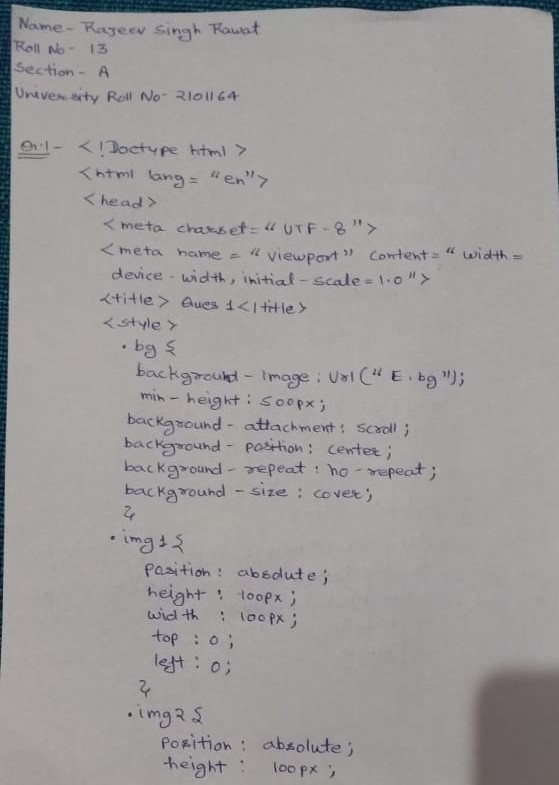 Name - Rajeev Singh Rawat
Roll No - 13
Section - A
University Roll No - 2101164
Q.1 - <!Doctype html>
<html lang = "en">
<head>
<meta charset = "UTF-8">
<meta name = "viewport" content = "width =
device-width, initial-scale = 1.0">
<title> Ques 1 </title>
<style>
.bg {
background-image : url ("E.bg");
min-height : 500px;
background-attachment : scroll;
background-position : center;
background-repeat : no-repeat;
background-size : cover;
}
.img1 {
position : absolute;
height : 100px;
width : 100px;
top : 0;
left : 0;
}
.img2 {
position : absolute;
height : 100px;